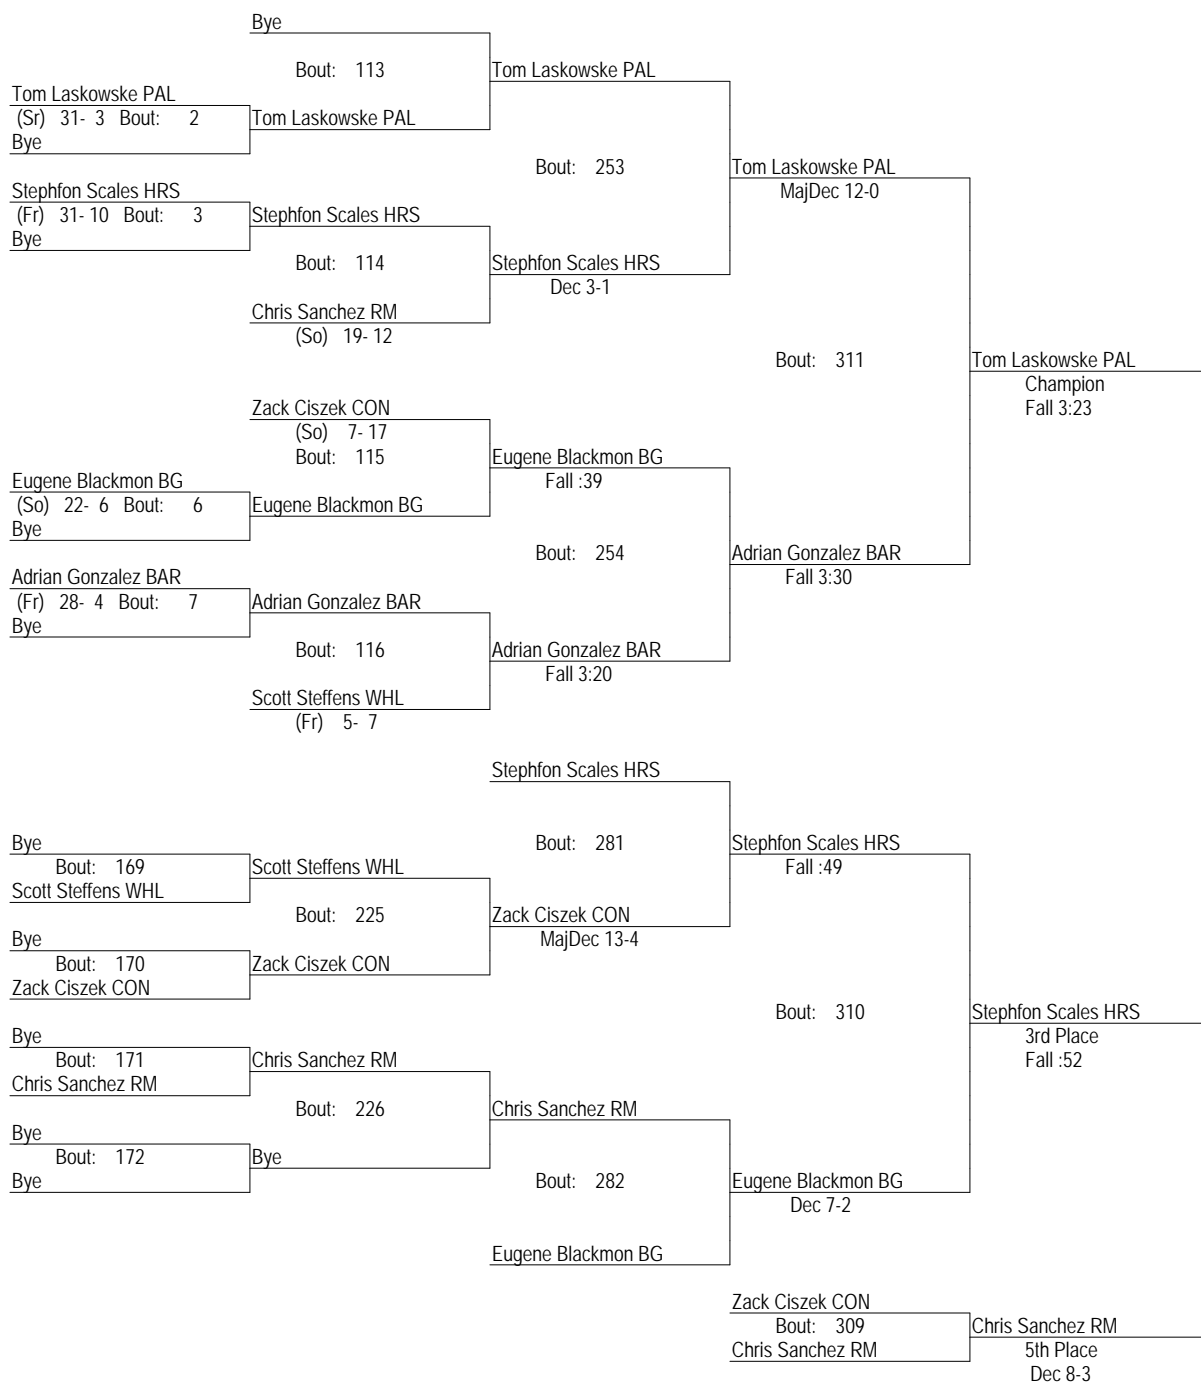 Bye
Bout: 113
Tom Laskowske PAL
Tom Laskowske PAL
(Sr) 31- 3 Bout: 2
Tom Laskowske PAL
Bye
Bout: 253
Tom Laskowske PAL
MajDec 12-0
Stephfon Scales HRS
(Fr) 31- 10 Bout: 3
Stephfon Scales HRS
Bye
Bout: 114
Stephfon Scales HRS
Dec 3-1
Chris Sanchez RM
(So) 19- 12
Bout: 311
Tom Laskowske PAL
Champion
Fall 3:23
Zack Ciszek CON
(So) 7- 17
Bout: 115
Eugene Blackmon BG
Fall :39
Eugene Blackmon BG
(So) 22- 6 Bout: 6
Eugene Blackmon BG
Bye
Bout: 254
Adrian Gonzalez BAR
Fall 3:30
Adrian Gonzalez BAR
(Fr) 28- 4 Bout: 7
Adrian Gonzalez BAR
Bye
Bout: 116
Adrian Gonzalez BAR
Fall 3:20
Scott Steffens WHL
(Fr) 5- 7
Stephfon Scales HRS
Bout: 281
Stephfon Scales HRS
Fall :49
Bye
Bout: 169
Scott Steffens WHL
Scott Steffens WHL
Bout: 225
Zack Ciszek CON
MajDec 13-4
Bye
Bout: 170
Zack Ciszek CON
Zack Ciszek CON
Bout: 310
Stephfon Scales HRS
3rd Place
Fall :52
Bye
Bout: 171
Chris Sanchez RM
Chris Sanchez RM
Bout: 226
Chris Sanchez RM
Bye
Bout: 172
Bye
Bye
Bout: 282
Eugene Blackmon BG
Dec 7-2
Eugene Blackmon BG
Zack Ciszek CON
Bout: 309
Chris Sanchez RM
Chris Sanchez RM
5th Place
Dec 8-3